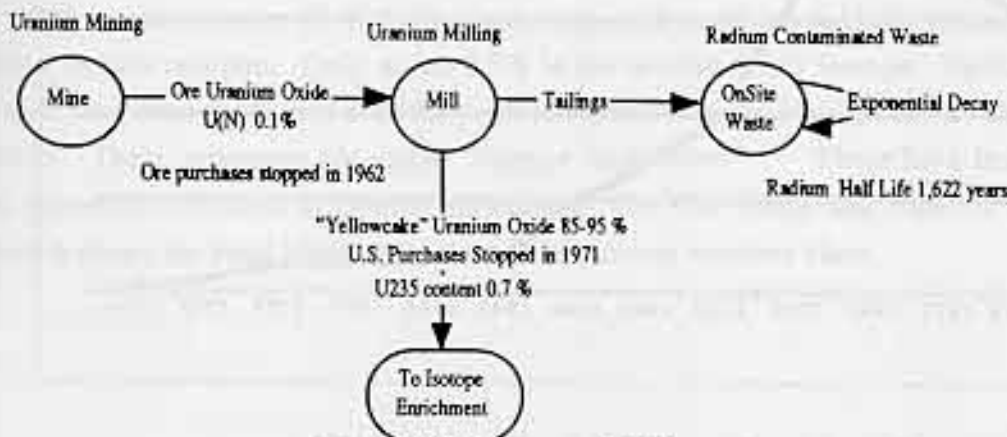 Uranium Mining
Uranium Milling
Radium Contaminated Waste
Mine
Ore Uranium Oxide
U(N) 0.1%
Mill
Tailings
OnSite
Waste
Exponential Decay
Ore purchases stopped in 1962
Radium Half Life 1,622 years
"Yellowcake" Uranium Oxide 85-95 %
U.S. Purchases Stopped in 1971
U235 content 0.7 %
To Isotope
Enrichment